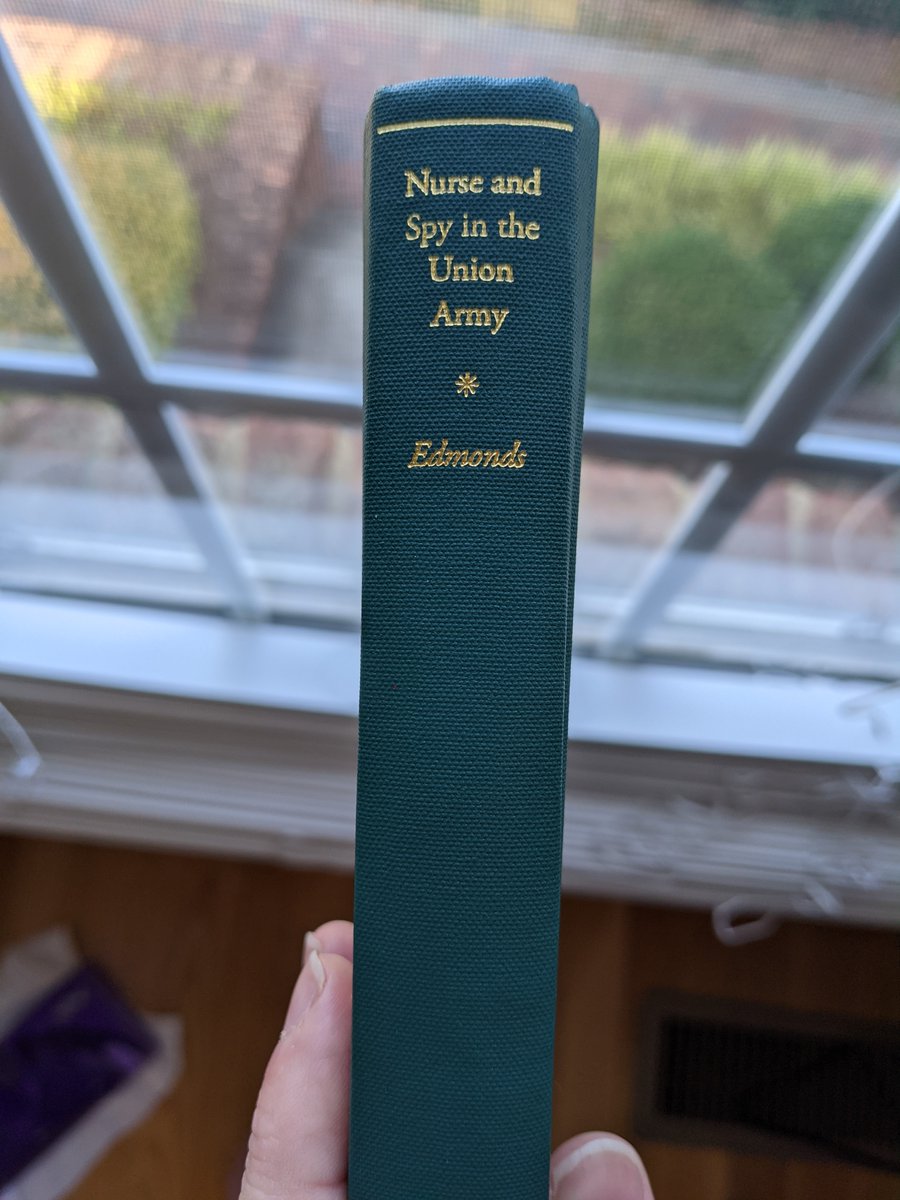 Nurse and
Spy in the
Union
Army
Edmonds